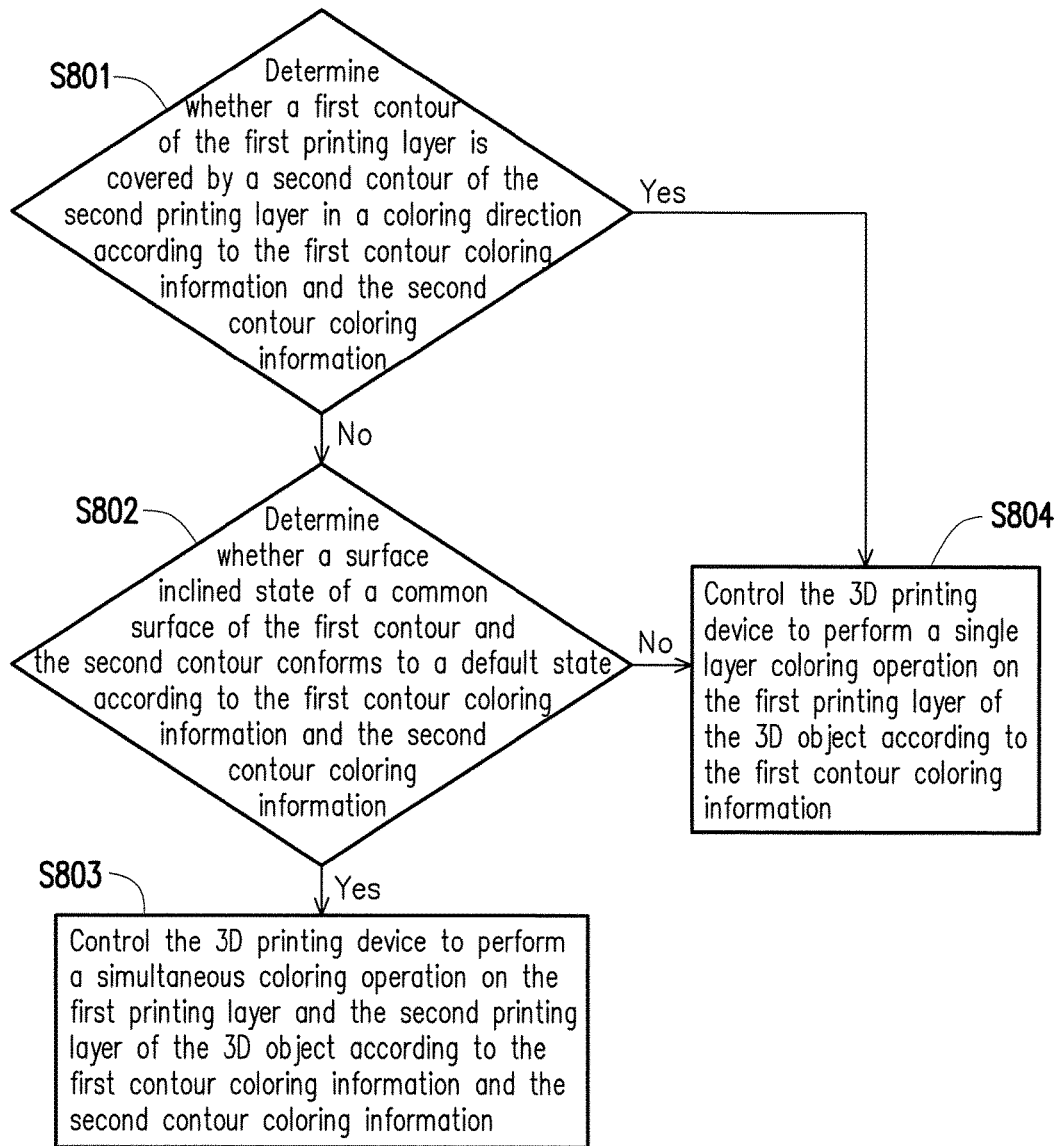 S801
Determine
whether a first contour
of the first printing layer is
covered by a second contour of the
second printing layer in a coloring direction
according to the first contour coloring
information and the second
contour coloring
information
Yes
No
S802
Determine
whether a surface
inclined state of a common
surface of the first contour and
the second contour conforms to a default state
according to the first contour coloring
information and the second
contour coloring
information
No
S804
Control the 3D printing
device to perform a single
layer coloring operation on
the first printing layer of
the 3D object according to
the first contour coloring
information
Yes
S803
Control the 3D printing device to perform
a simultaneous coloring operation on the
first printing layer and the second printing
layer of the 3D object according to the
first contour coloring information and the
second contour coloring information